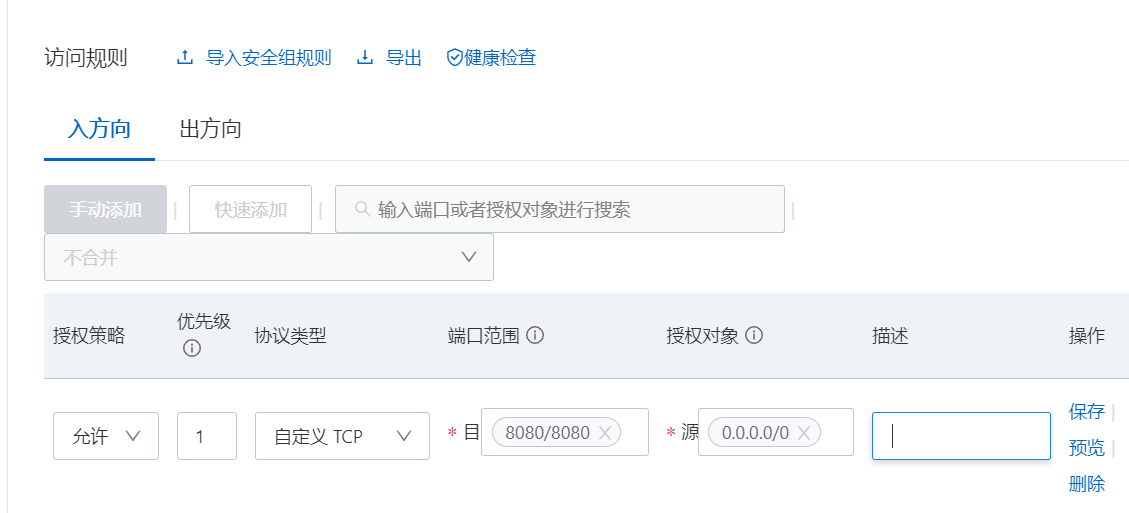 访问规则 导入安全组规则 导出 健康检查
入方向 出方向
手动添加 | 快速添加 | 输入端口或者授权对象进行搜索 |
不合并
授权策略 优先级 协议类型 端口范围 授权对象 描述 操作
允许 1 自定义 TCP * 目 8080/8080 * 源 0.0.0.0/0 保存 |
预览 |
删除